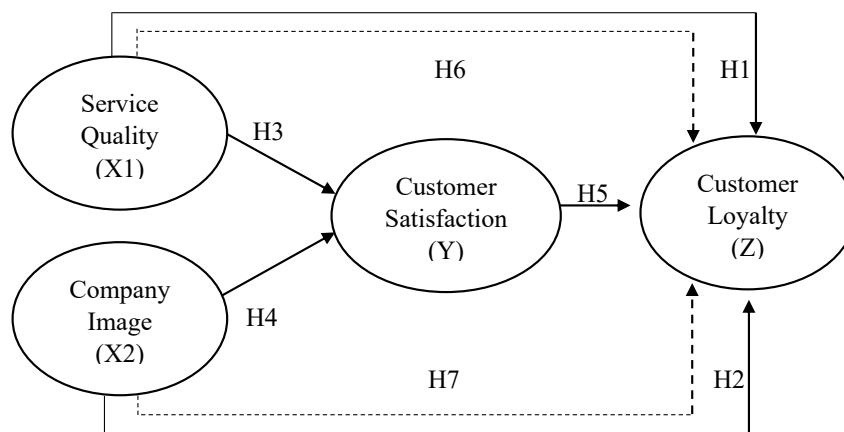 H6
H1
Service
Quality
(X1)
H3
Customer
Satisfaction
(Y)
H5
Customer
Loyalty
(Z)
Company
Image
(X2)
H4
H7
H2